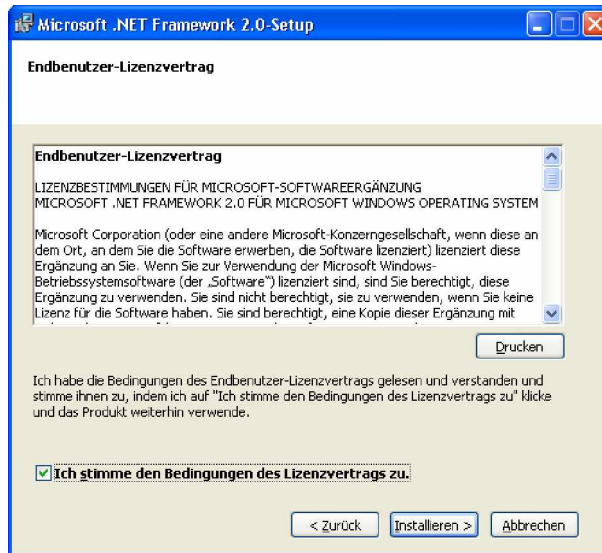 Microsoft .NET Framework 2.0-Setup
Endbenutzer-Lizenzvertrag
Endbenutzer-Lizenzvertrag
LIZENZBESTIMMUNGEN FÜR MICROSOFT-SOFTWAREERGÄNZUNG
MICROSOFT .NET FRAMEWORK 2.0 FÜR MICROSOFT WINDOWS OPERATING SYSTEM
Microsoft Corporation (oder eine andere Microsoft-Konzerngesellschaft, wenn diese an
dem Ort, an dem Sie die Software erwerben, die Software lizenziert) lizenziert diese
Ergänzung an Sie. Wenn Sie zur Verwendung der Microsoft Windows-
Betriebssystemsoftware (der „Software“) lizenziert sind, sind Sie berechtigt, diese
Ergänzung zu verwenden. Sie sind nicht berechtigt, sie zu verwenden, wenn Sie keine
Lizenz für die Software haben. Sie sind berechtigt, eine Kopie dieser Ergänzung mit
Drucken
Ich habe die Bedingungen des Endbenutzer-Lizenzvertrags gelesen und verstanden und
stimme ihnen zu, indem ich auf "Ich stimme den Bedingungen des Lizenzvertrags zu" klicke
und das Produkt weiterhin verwende.
Ich stimme den Bedingungen des Lizenzvertrags zu.
< Zurück
Installieren >
Abbrechen